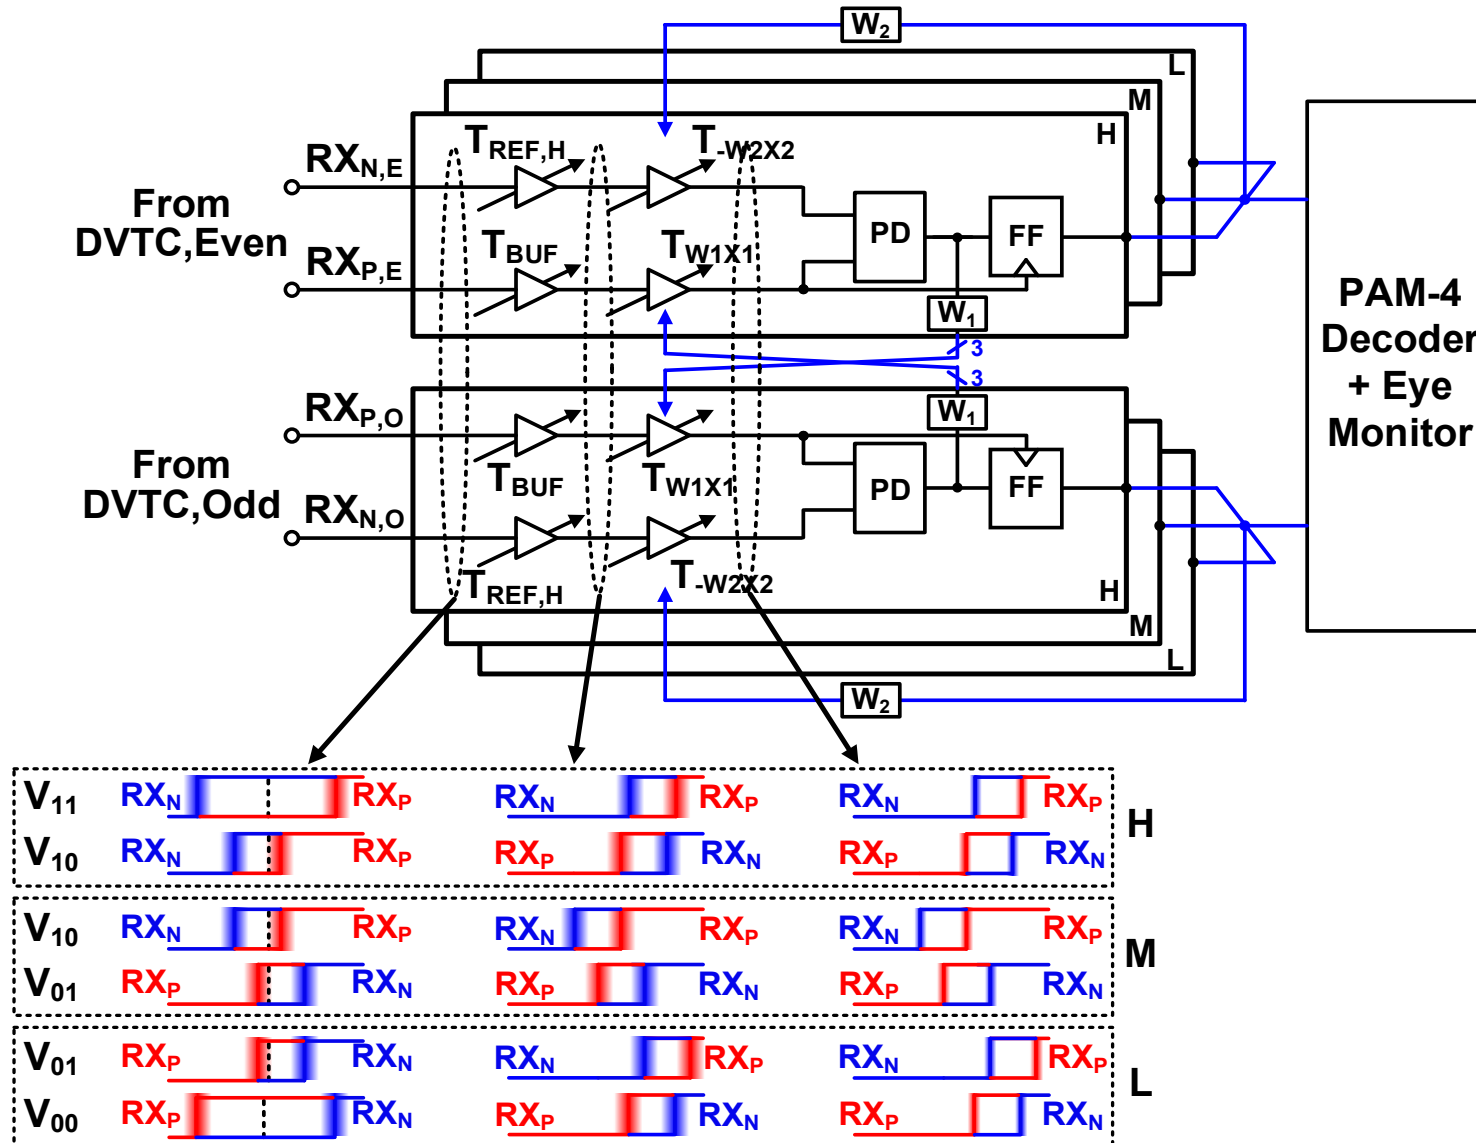 W2
L
M
H
TREF,H
T-W2X2
RXN,E
From
DVTC,Even
TBUF
TW1X1
PD
FF
RXP,E
W1
3
PAM-4
Decoder
+ Eye
Monitor
3
W1
RXP,O
From
DVTC,Odd
TBUF
TW1X1
PD
FF
RXN,O
TREF,H
T-W2X2
H
M
L
W2
V11 RXN RXP RXN RXP RXN RXP
H
V10 RXN RXP RXP RXN RXP RXN
V10 RXN RXP RXN RXP RXN RXP
M
V01 RXP RXN RXP RXN RXP RXN
V01 RXP RXN RXN RXP RXN RXP
L
V00 RXP RXN RXP RXN RXP RXN